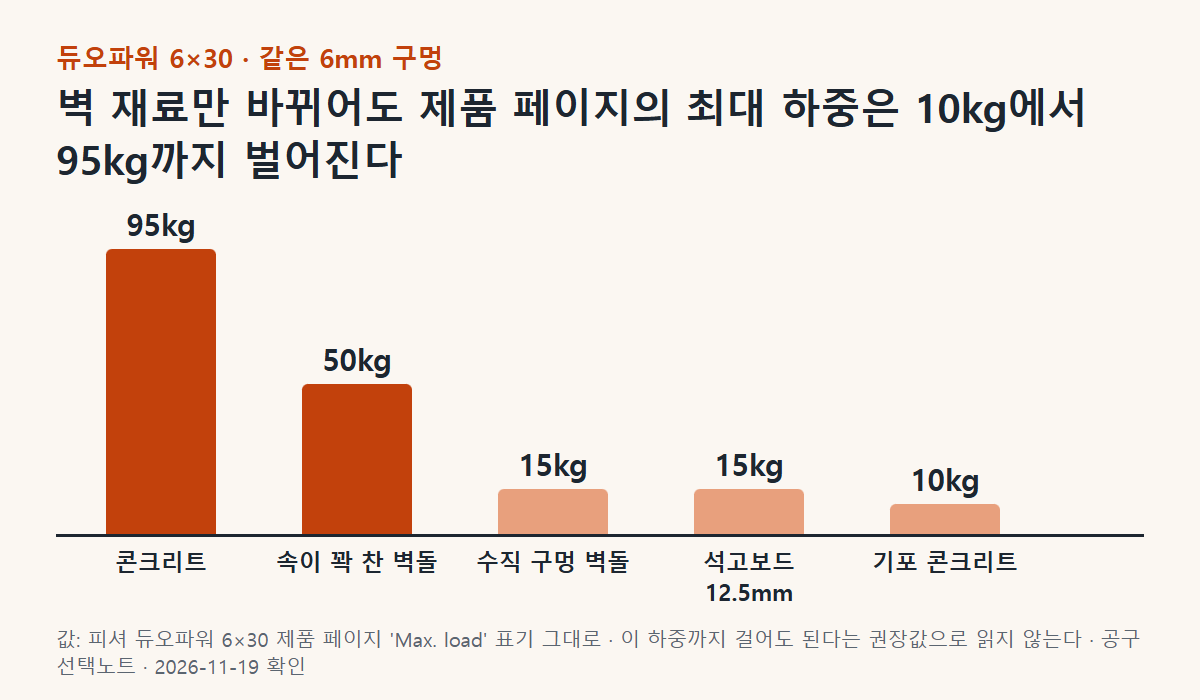 듀오파워 6×30 · 같은 6mm 구멍
벽 재료만 바뀌어도 제품 페이지의 최대 하중은 10kg에서
95kg까지 벌어진다
95kg
50kg
15kg
15kg
10kg
콘크리트
속이 꽉 찬 벽돌
수직 구멍 벽돌
석고보드
12.5mm
기포 콘크리트
값: 피셔 듀오파워 6×30 제품 페이지 'Max. load' 표기 그대로 · 이 하중까지 걸어도 된다는 권장값으로 읽지 않는다 · 공구
선택노트 · 2026-11-19 확인